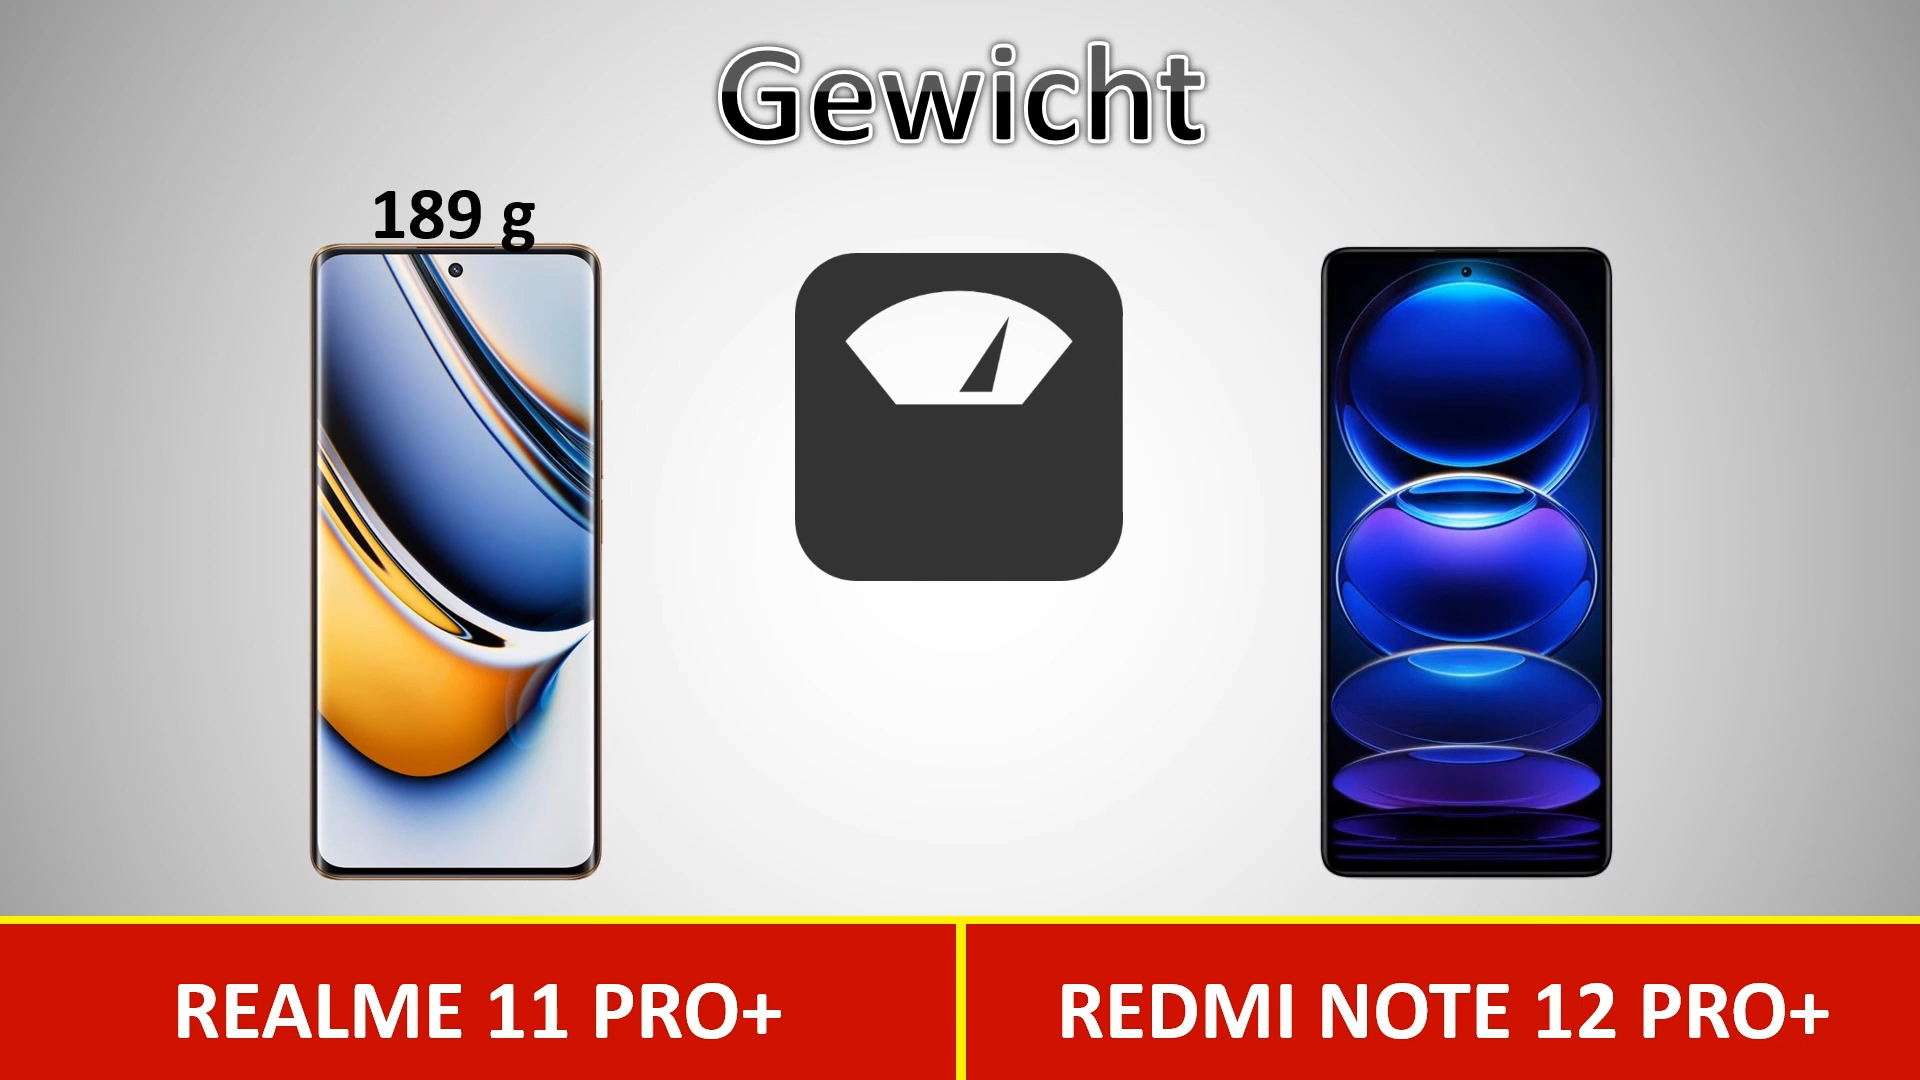 Gewicht
189 g
REALME 11 PRO+
REDMI NOTE 12 PRO+